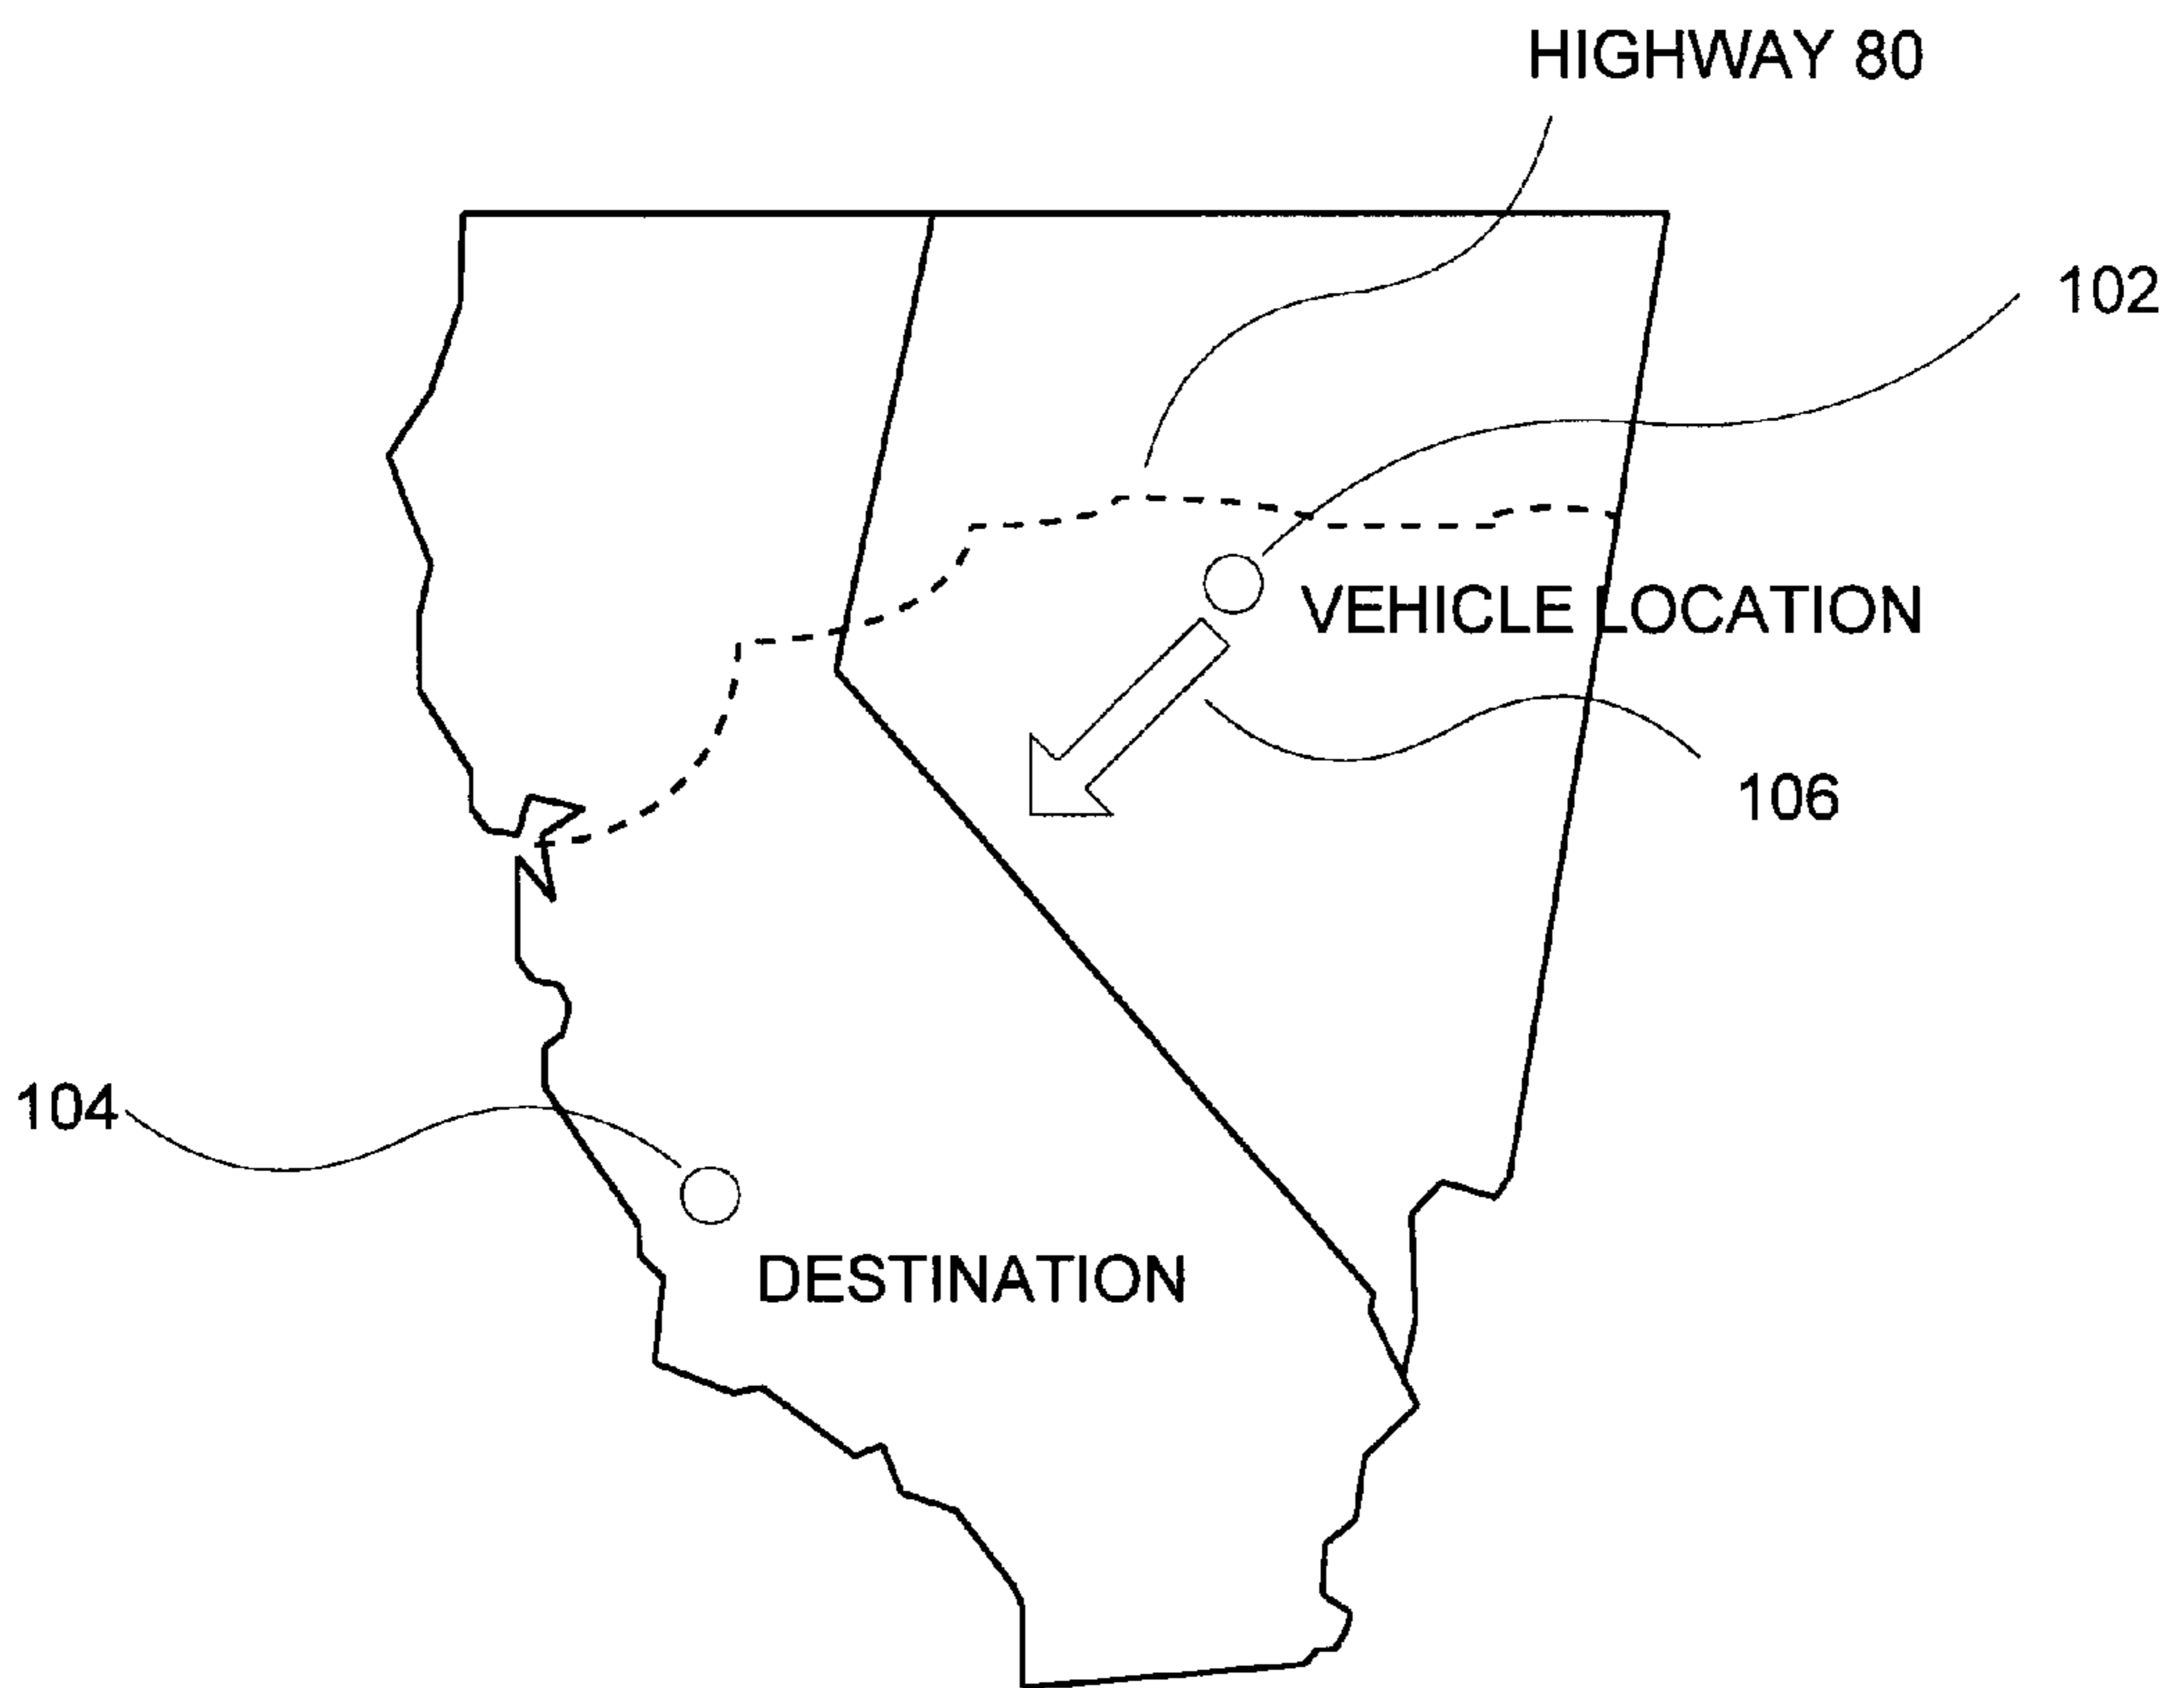 HIGHWAY 80
102
VEHICLE LOCATION
106
104
DESTINATION